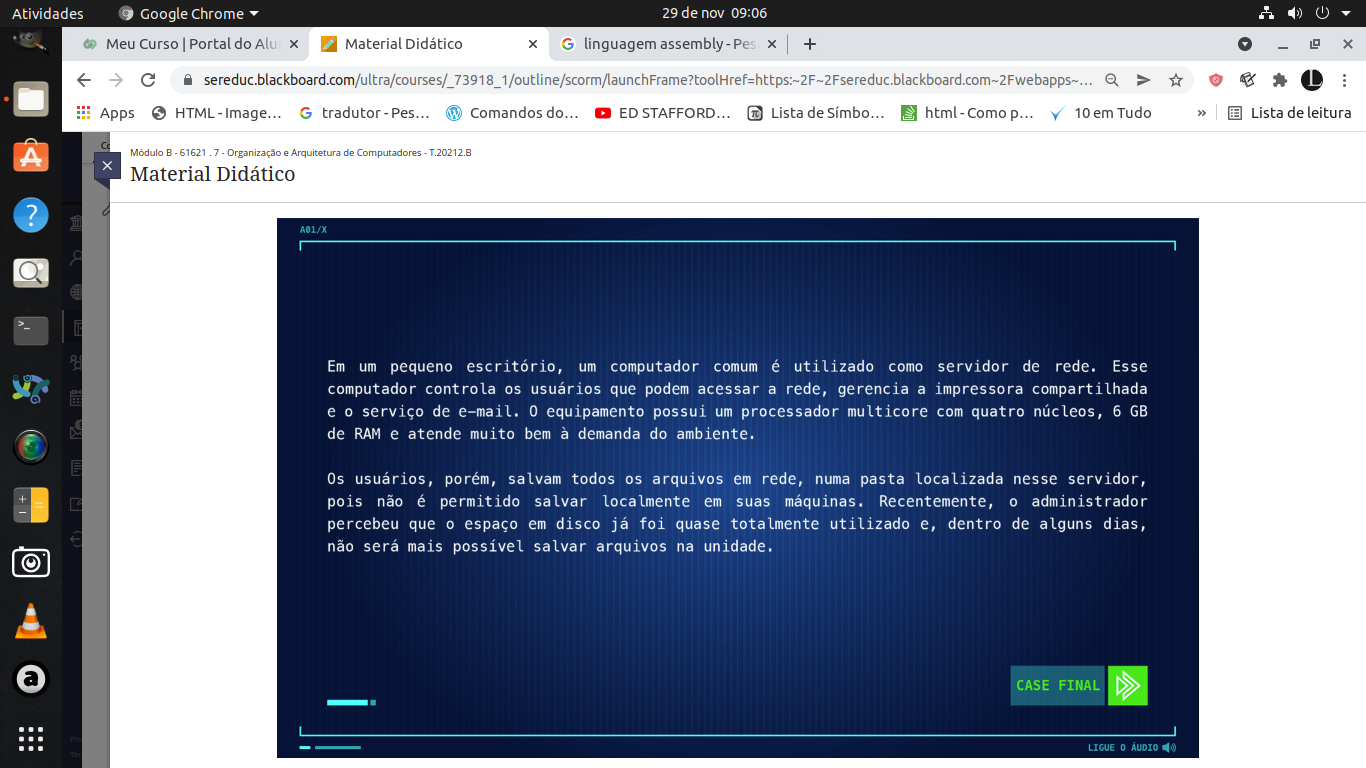 Atividades
Google Chrome
29 de nov 09:06
Meu Curso | Portal do Alu
Material Didático
linguagem assembly - Pes
sereduc.blackboard.com/ultra/courses/_73918_1/outline/scorm/launchFrame?toolHref=https:~2F~2Fsereduc.blackboard.com~2Fwebapps~...
Apps
HTML - Image...
tradutor - Pes...
Comandos do...
ED STAFFORD...
Lista de Símbo...
html - Como p...
10 em Tudo
»
Lista de leitura
Módulo B - 61621 . 7 - Organização e Arquitetura de Computadores - T.20212.B
Material Didático
A01/X
Em um pequeno escritório, um computador comum é utilizado como servidor de rede. Esse
computador controla os usuários que podem acessar a rede, gerencia a impressora compartilhada
e o serviço de e-mail. O equipamento possui um processador multicore com quatro núcleos, 6 GB
de RAM e atende muito bem à demanda do ambiente.
Os usuários, porém, salvam todos os arquivos em rede, numa pasta localizada nesse servidor,
pois não é permitido salvar localmente em suas máquinas. Recentemente, o administrador
percebeu que o espaço em disco já foi quase totalmente utilizado e, dentro de alguns dias,
não será mais possível salvar arquivos na unidade.
CASE FINAL
LIGUE O ÁUDIO